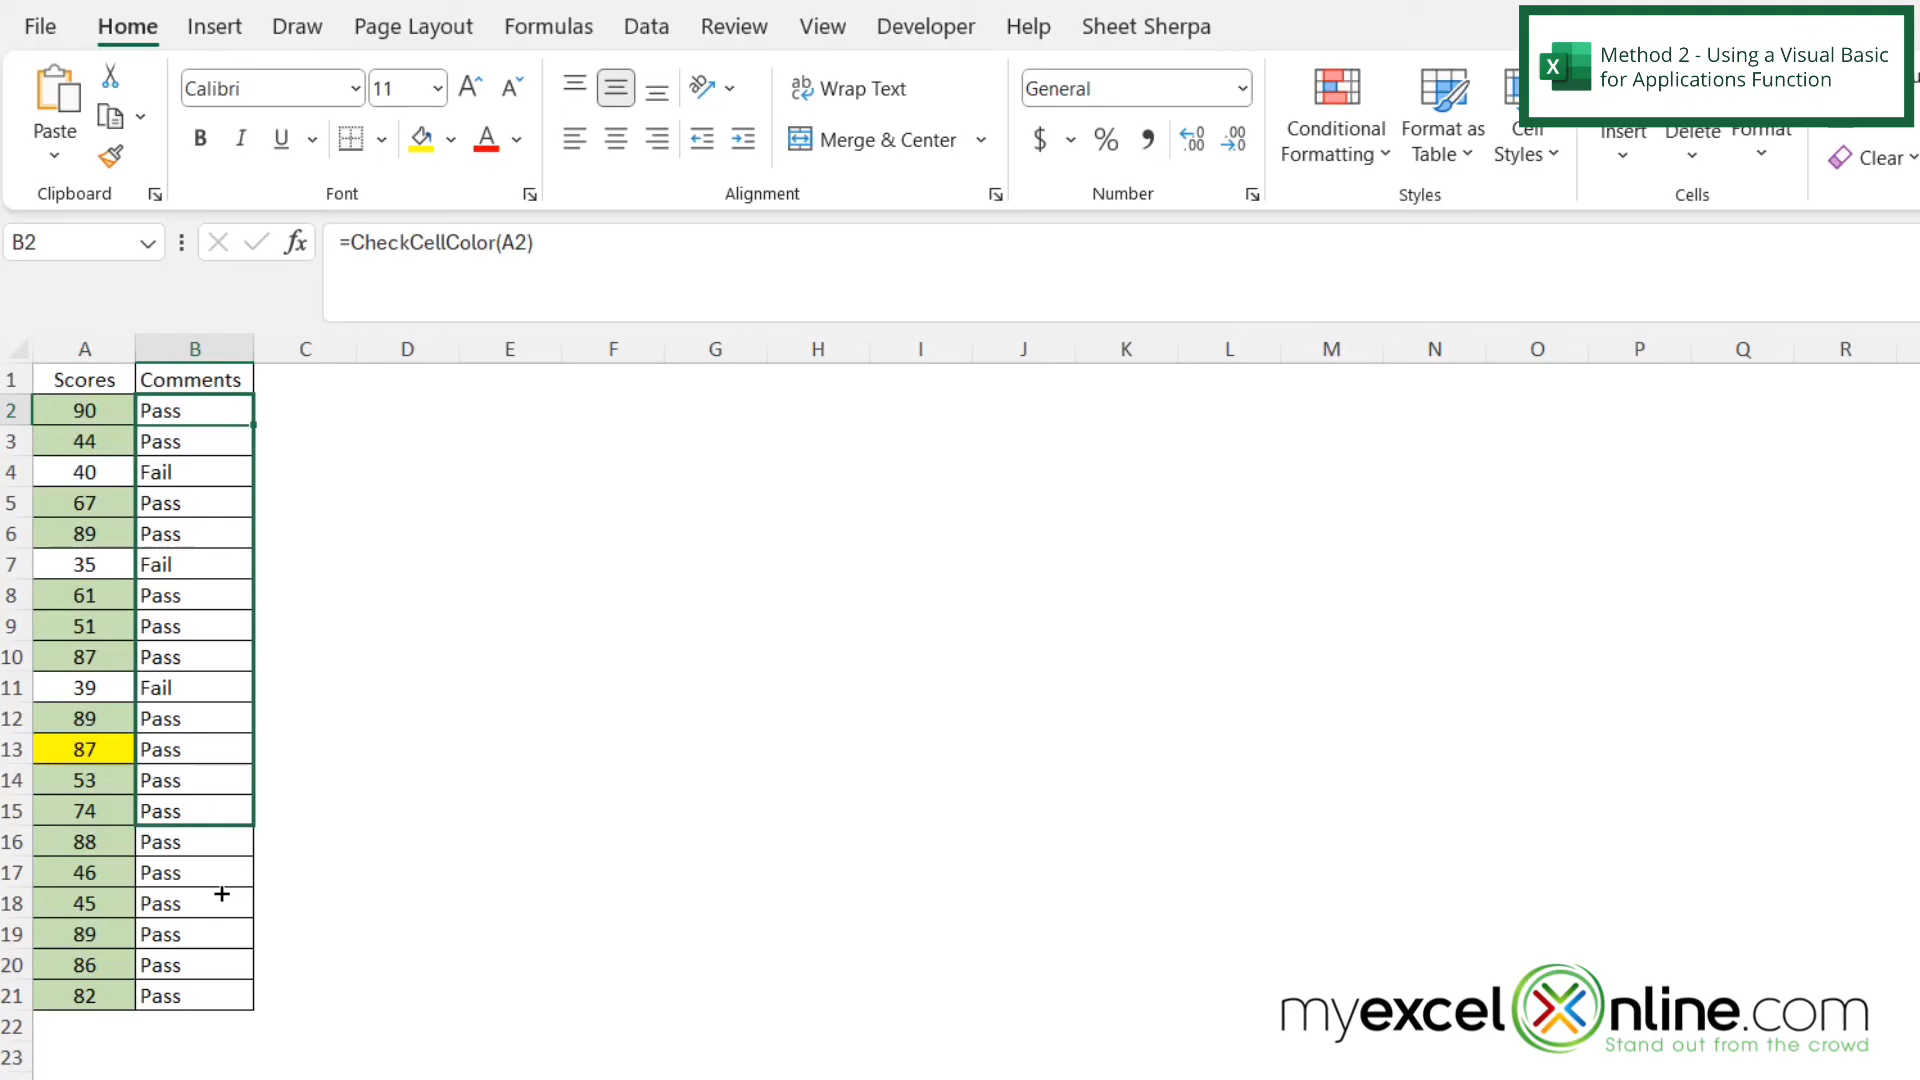 File Home Insert Draw Page Layout Formulas Data Review View Developer Help Sheet Sherpa
Method 2 - Using a Visual Basic
for Applications Function
Calibri 11 Wrap Text General
Paste B I U A Merge & Center $ % Conditional Formatting Format as Table Cell Styles Insert Delete Format Clear
Clipboard Font Alignment Number Styles Cells
B2 fx =CheckCellColor(A2)
A B C D E F G H I J K L M N O P Q R
1 Scores Comments
2 90 Pass
3 44 Pass
4 40 Fail
5 67 Pass
6 89 Pass
7 35 Fail
8 61 Pass
9 51 Pass
10 87 Pass
11 39 Fail
12 89 Pass
13 87 Pass
14 53 Pass
15 74 Pass
16 88 Pass
17 46 Pass
18 45 Pass
19 89 Pass
20 86 Pass
21 82 Pass
22
23
myexcelonline.com
Stand out from the crowd